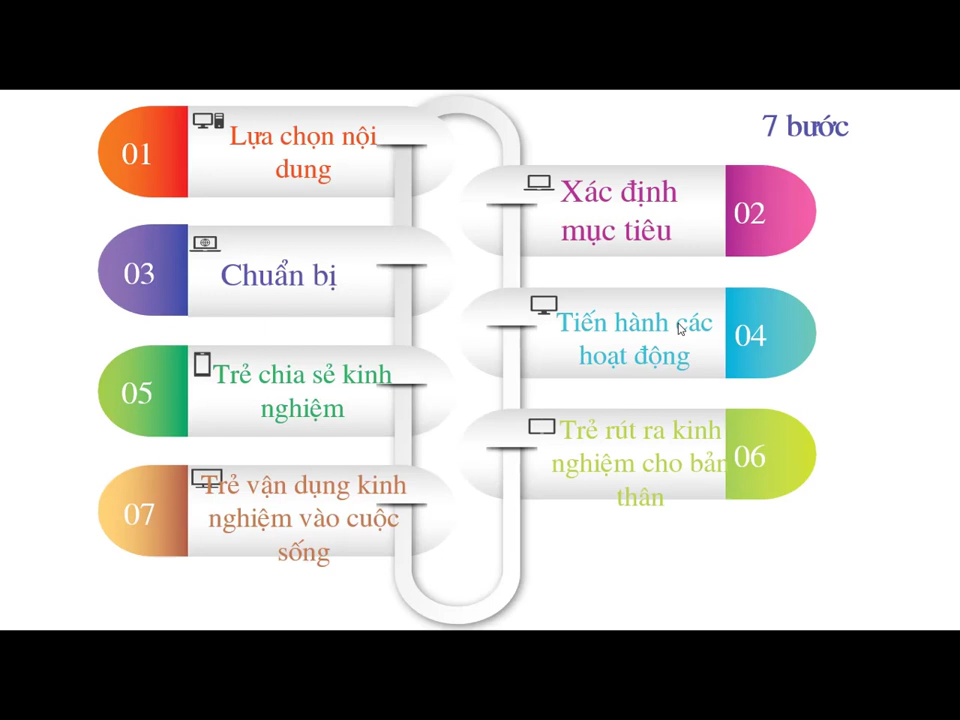 7 bước
01
Lựa chọn nội
dung
02
Xác định
mục tiêu
03
Chuẩn bị
04
Tiến hành các
hoạt động
05
Trẻ chia sẻ kinh
nghiệm
06
Trẻ rút ra kinh
nghiệm cho bản
thân
07
Trẻ vận dụng kinh
nghiệm vào cuộc
sống